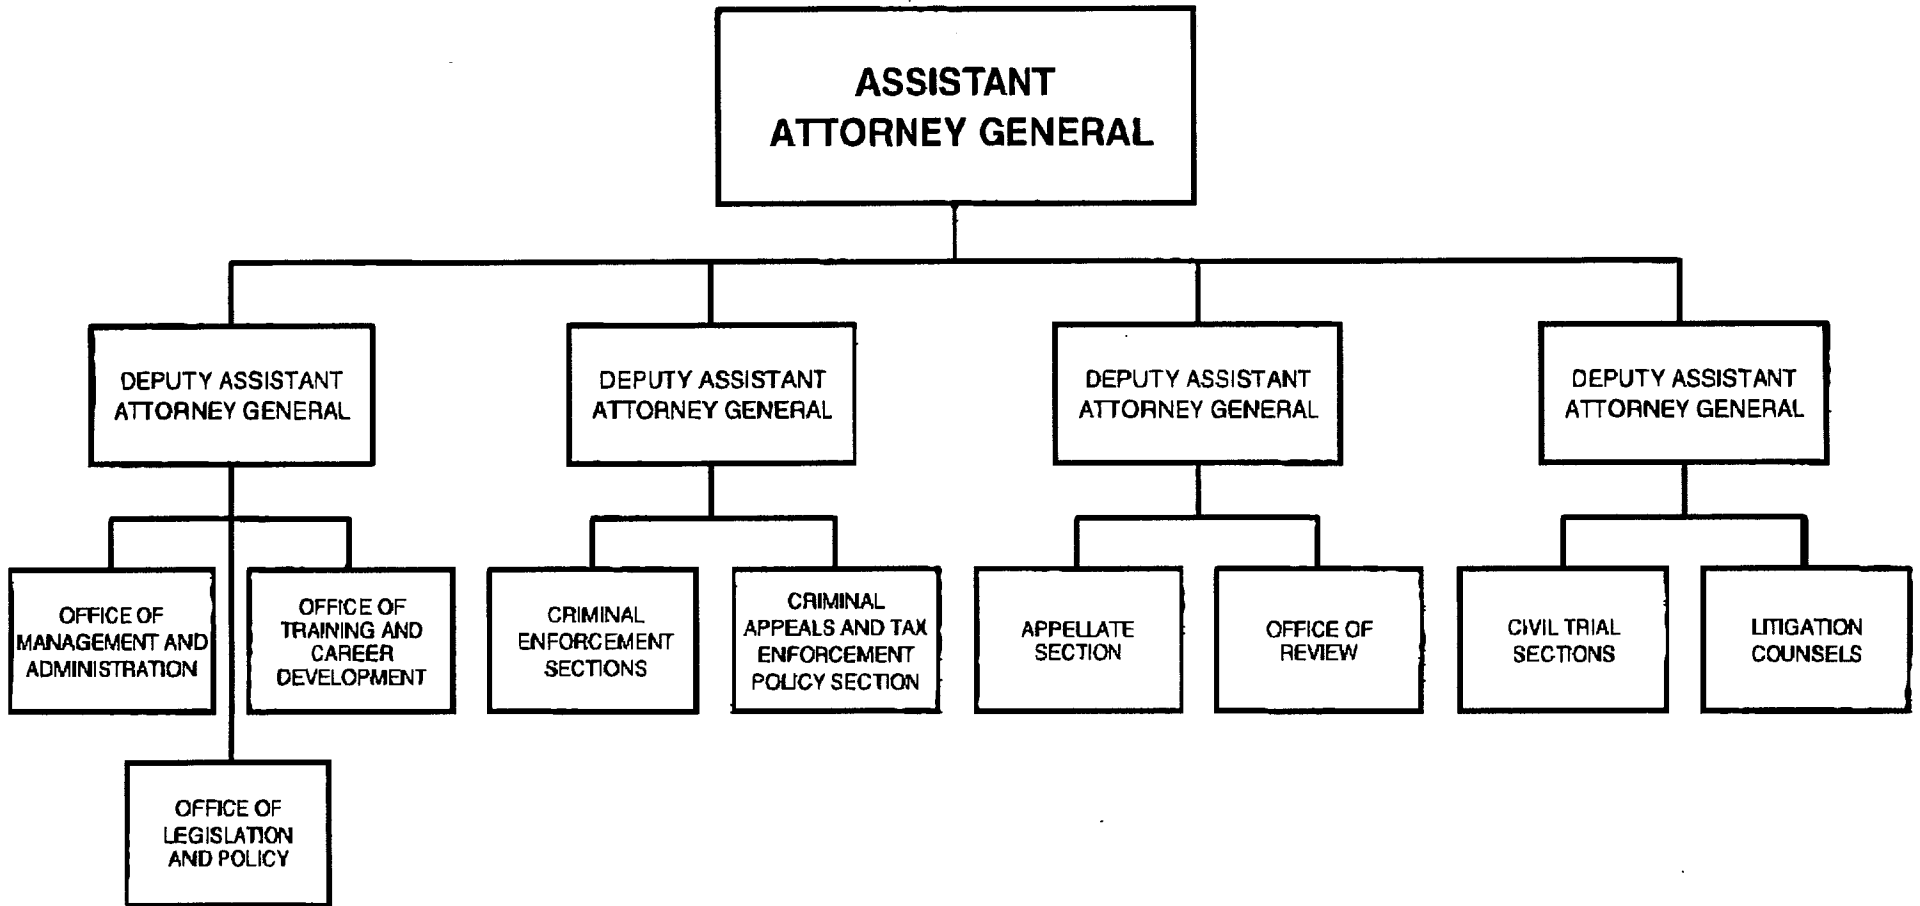 ASSISTANT
ATTORNEY GENERAL
DEPUTY ASSISTANT
ATTORNEY GENERAL
DEPUTY ASSISTANT
ATTORNEY GENERAL
DEPUTY ASSISTANT
ATTORNEY GENERAL
DEPUTY ASSISTANT
ATTORNEY GENERAL
OFFICE OF
MANAGEMENT AND
ADMINISTRATION
OFFICE OF
TRAINING AND
CAREER
DEVELOPMENT
CRIMINAL
ENFORCEMENT
SECTIONS
CRIMINAL
APPEALS AND TAX
ENFORCEMENT
POLICY SECTION
APPELLATE
SECTION
OFFICE OF
REVIEW
CIVIL TRIAL
SECTIONS
LITIGATION
COUNSELS
OFFICE OF
LEGISLATION
AND POLICY